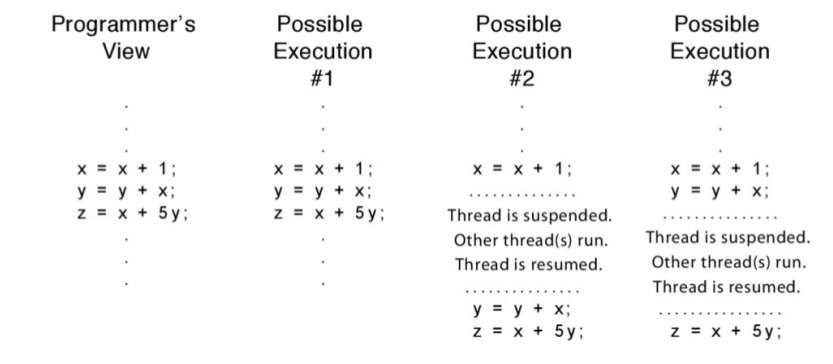 Programmer's
View
.
.
.
x = x + 1;
y = y + x;
z = x + 5y;
.
.
.
Possible
Execution
#1
.
.
.
x = x + 1;
y = y + x;
z = x + 5y;
.
.
.
Possible
Execution
#2
.
.
.
x = x + 1;
..............
Thread is suspended.
Other thread(s) run.
Thread is resumed.
...............
y = y + x;
z = x + 5y;
Possible
Execution
#3
.
.
.
x = x + 1;
y = y + x;
...............
Thread is suspended.
Other thread(s) run.
Thread is resumed.
................
z = x + 5y;